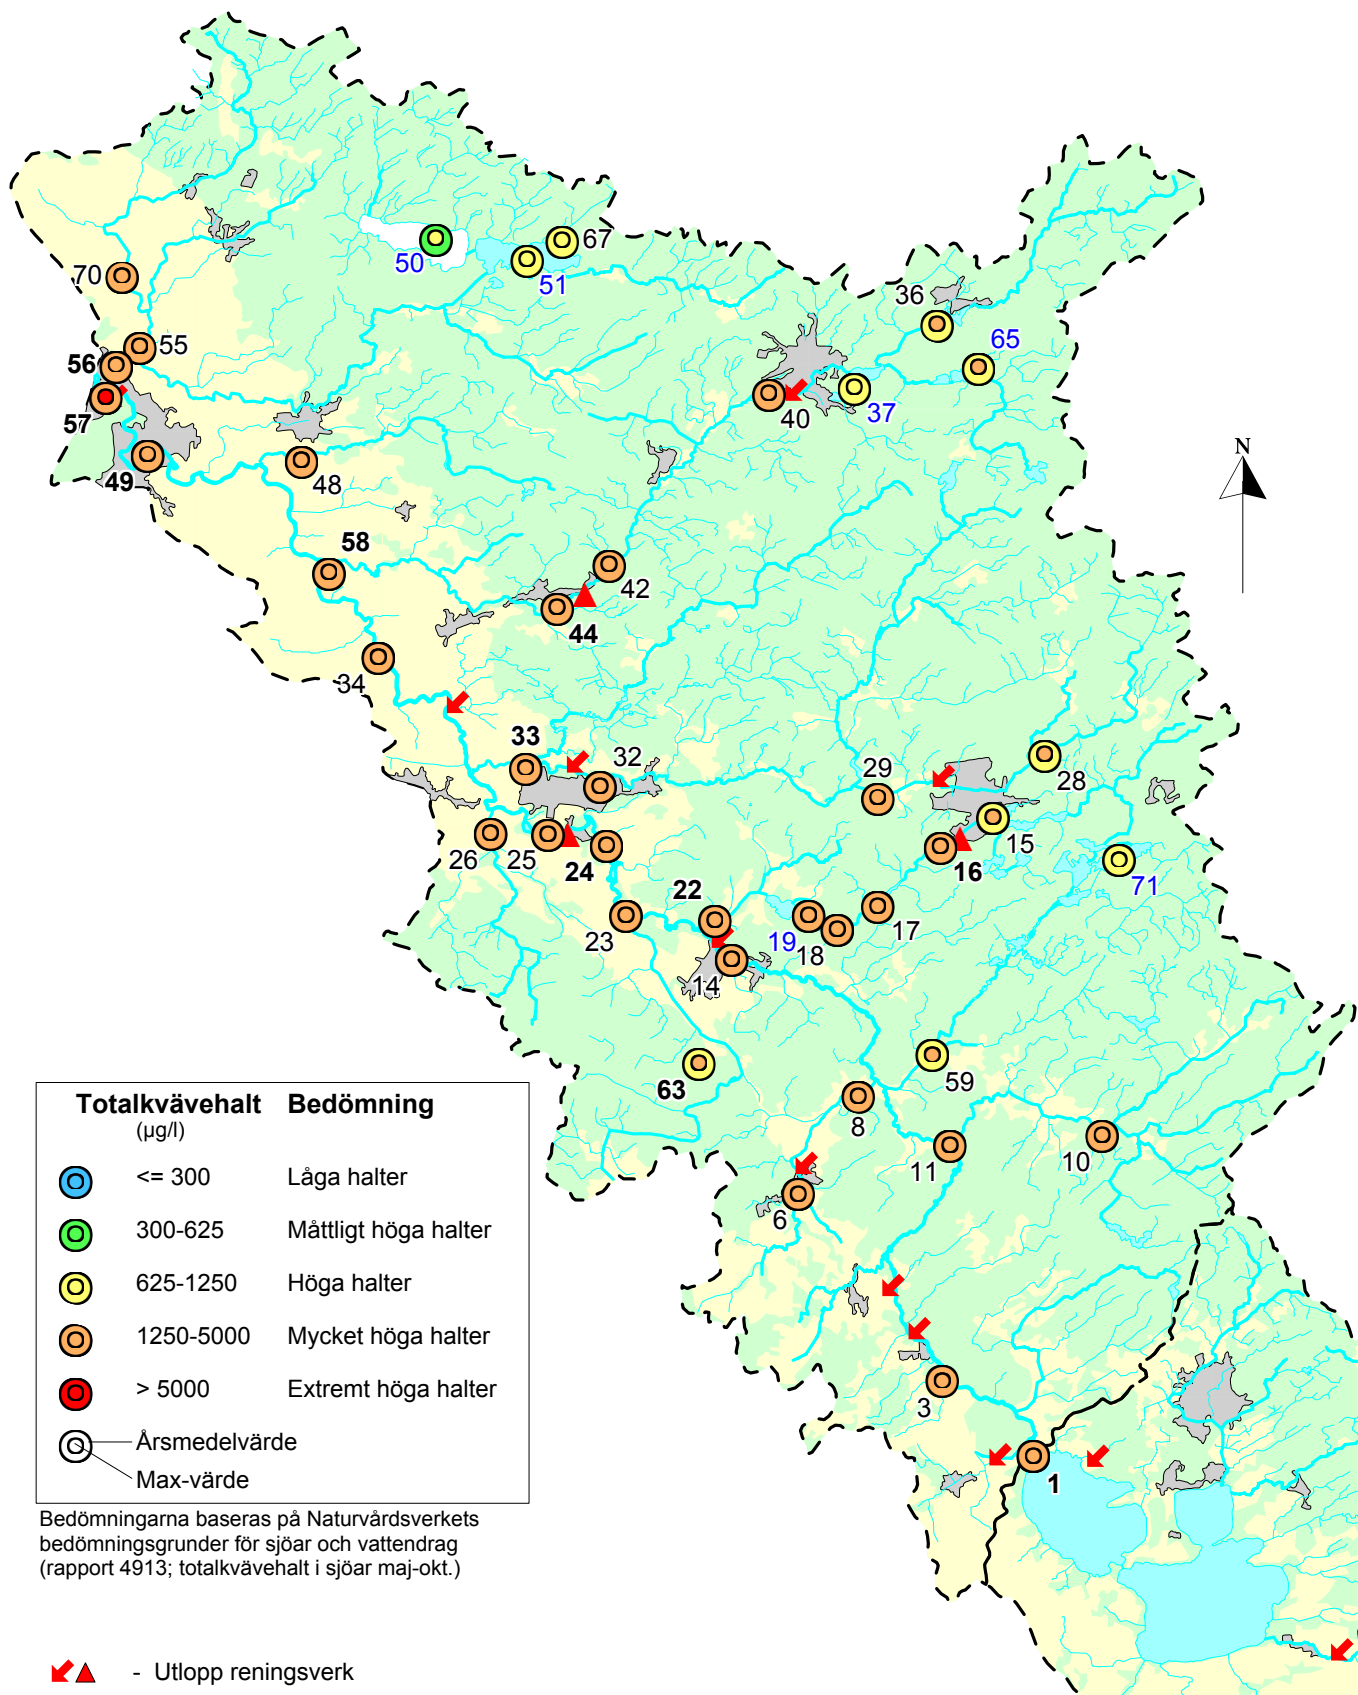 67
50
51
70
36
65
55
56
57
40
37
N
49
48
58
42
44
34
33
32
29
28
26
25
24
15
16
71
22
23
19
18
17
14
63
59
8
11
10
6
3
1
Totalkvävehalt Bedömning
(µg/l)
<= 300 Låga halter
300-625 Måttligt höga halter
625-1250 Höga halter
1250-5000 Mycket höga halter
> 5000 Extremt höga halter
Årsmedelvärde
Max-värde
Bedömningarna baseras på Naturvårdsverkets
bedömningsgrunder för sjöar och vattendrag
(rapport 4913; totalkvävehalt i sjöar maj-okt.)
- Utlopp reningsverk